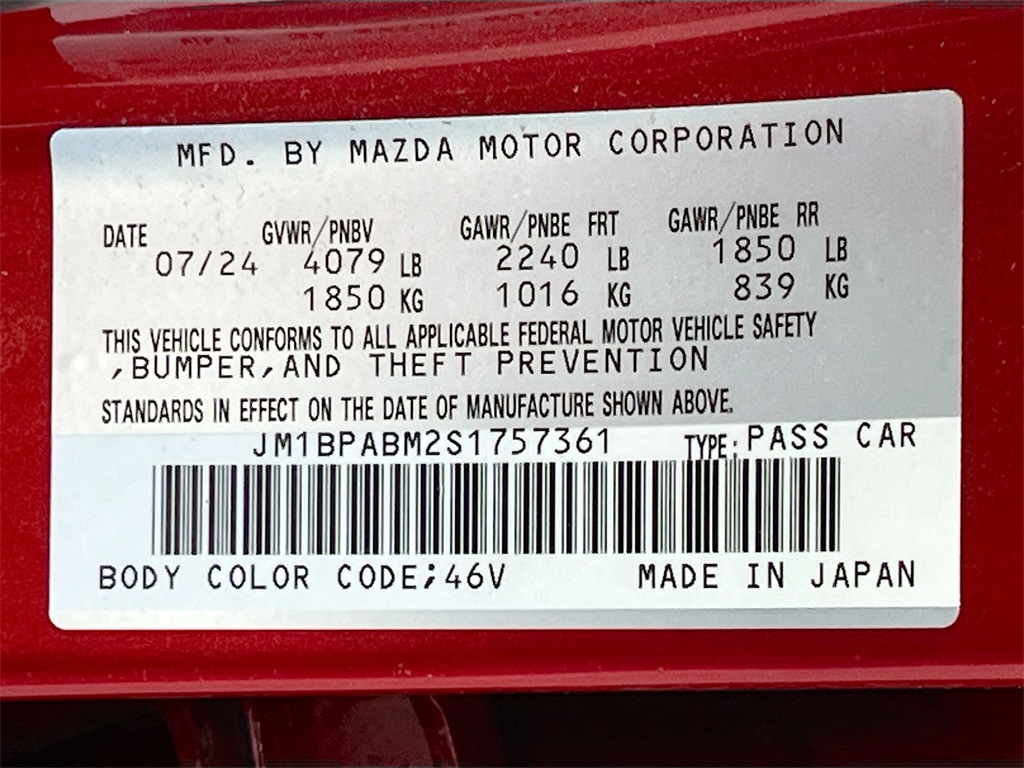 MFD. BY MAZDA MOTOR CORPORATION
DATE GVWR/PNBV GAWR/PNBE FRT GAWR/PNBE RR
07/24 4079 LB 2240 LB 1850 LB
1850 KG 1016 KG 839 KG
THIS VEHICLE CONFORMS TO ALL APPLICABLE FEDERAL MOTOR VEHICLE SAFETY
,BUMPER,AND THEFT PREVENTION
STANDARDS IN EFFECT ON THE DATE OF MANUFACTURE SHOWN ABOVE.
JM1BPABM2S1757361 TYPE: PASS CAR
BODY COLOR CODE;46V MADE IN JAPAN